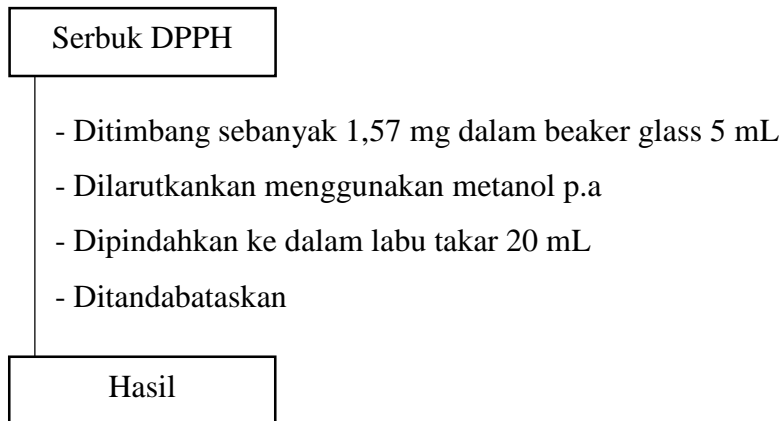 Serbuk DPPH
- Ditimbang sebanyak 1,57 mg dalam beaker glass 5 mL
- Dilarutkankan menggunakan metanol p.a
- Dipindahkan ke dalam labu takar 20 mL
- Ditandabataskan
Hasil